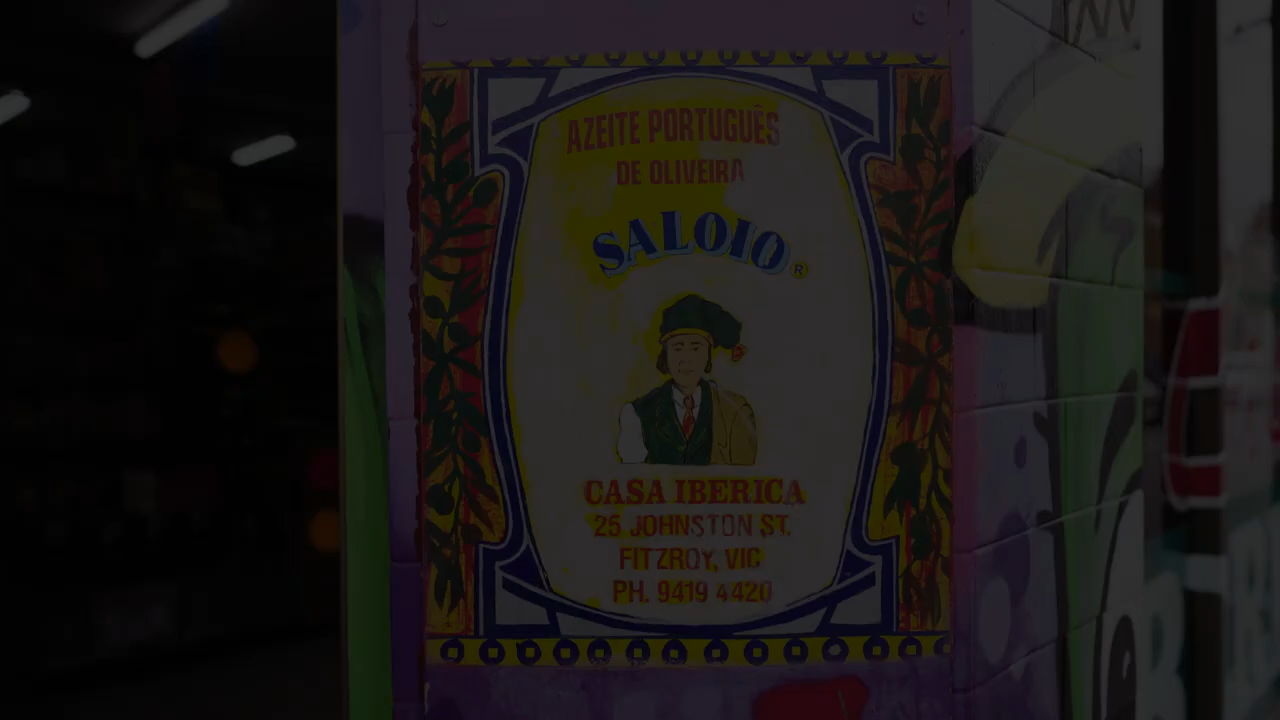 AZEITE PORTUGUÊS
DE OLIVEIRA
SALOIO ®
CASA IBERICA
25 JOHNSTON ST.
FITZROY, VIC
PH. 9419 4420